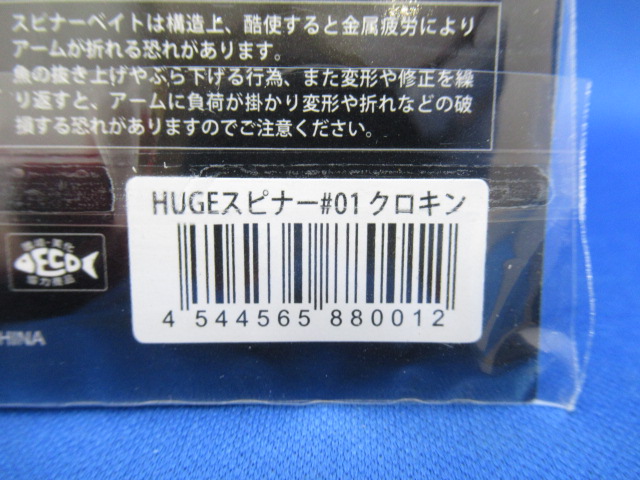 スピナーベイトは構造上、酷使すると金属疲労により
アームが折れる恐れがあります。
魚の抜き上げやぶら下げる行為、また変形や修正を繰
り返すと、アームに負荷が掛かり変形や折れなどの破
損する恐れがありますのでご注意ください。
HUGEスピナー#01 クロキン
4 544565 880012
ECO
協力商品
CHINA